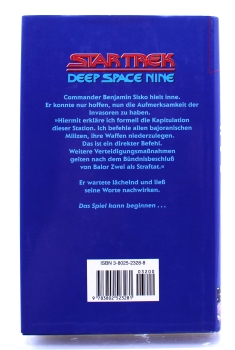 STAR TREK
DEEP SPACE NINE
Commander Benjamin Sisko hielt inne.
Er konnte nur hoffen, nun die Aufmerksamkeit der
Invasoren zu haben.
»Hiermit erkläre ich formell die Kapitulation
dieser Station. Ich befehle allen bajoranischen
Milizen, ihre Waffen niederzulegen.
Das ist ein direkter Befehl.
Weitere Verteidigungsmaßnahmen
gelten nach dem Bündnisbeschluß
von Balor Zwei als Straftat.«
Er wartete lächelnd und ließ
seine Worte nachwirken.
Das Spiel kann beginnen . . .
ISBN 3-8025-2328-8
03200
9783802523281